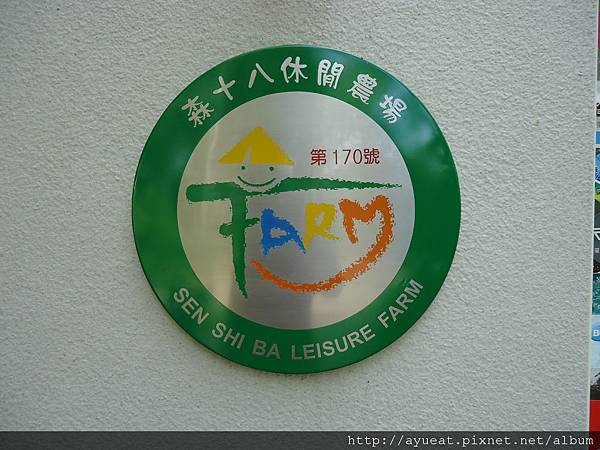 森十八休閒農場
第170號
FARM
SEN SHI BA LEISURE FARM
http://ayueat.pixnet.net/album